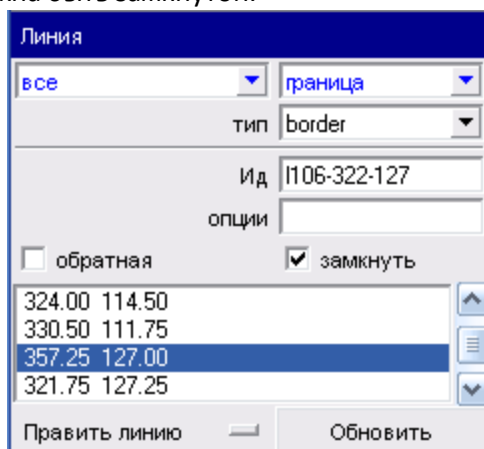 Линия
все граница
тип border
Ид l106-322-127
опции
обратная замкнуть
324.00 114.50
330.50 111.75
357.25 127.00
321.75 127.25
Править линию Обновить